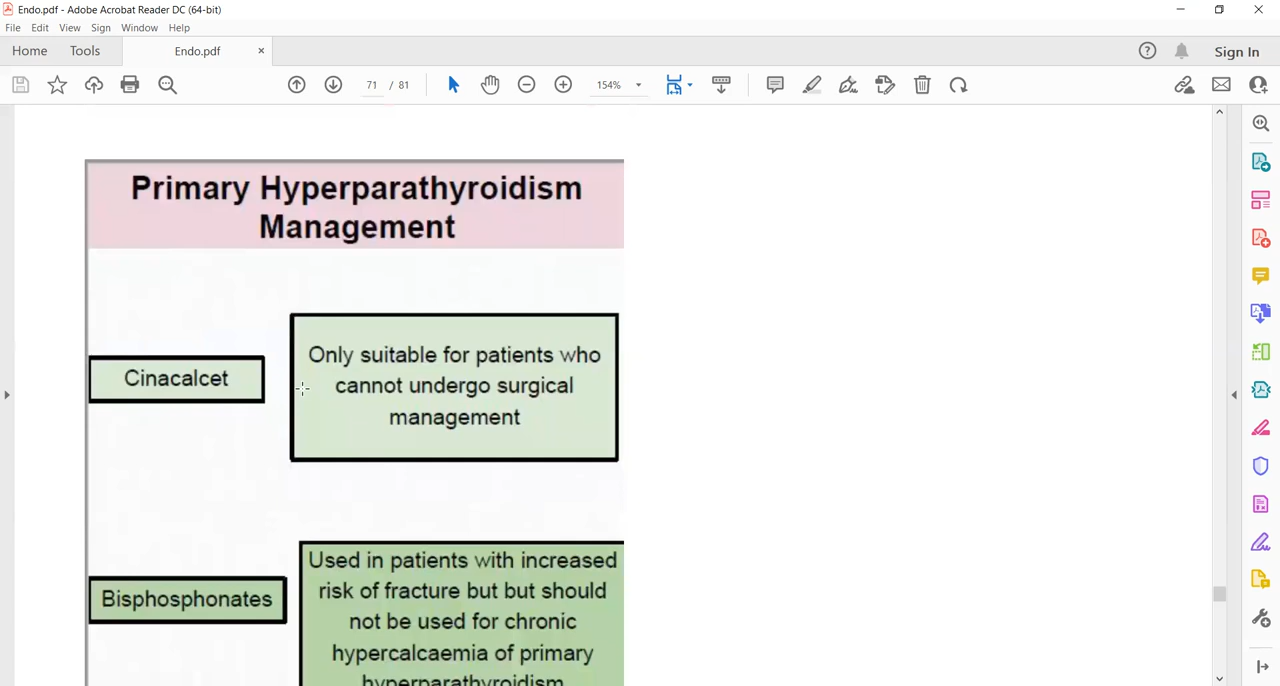 Endo.pdf - Adobe Acrobat Reader DC (64-bit)
File Edit View Sign Window Help
Home Tools Endo.pdf × Sign In
71 / 81 154%
Primary Hyperparathyroidism
Management
Cinacalcet
Only suitable for patients who
cannot undergo surgical
management
Bisphosphonates
Used in patients with increased
risk of fracture but but should
not be used for chronic
hypercalcaemia of primary
hyperparathyroidism